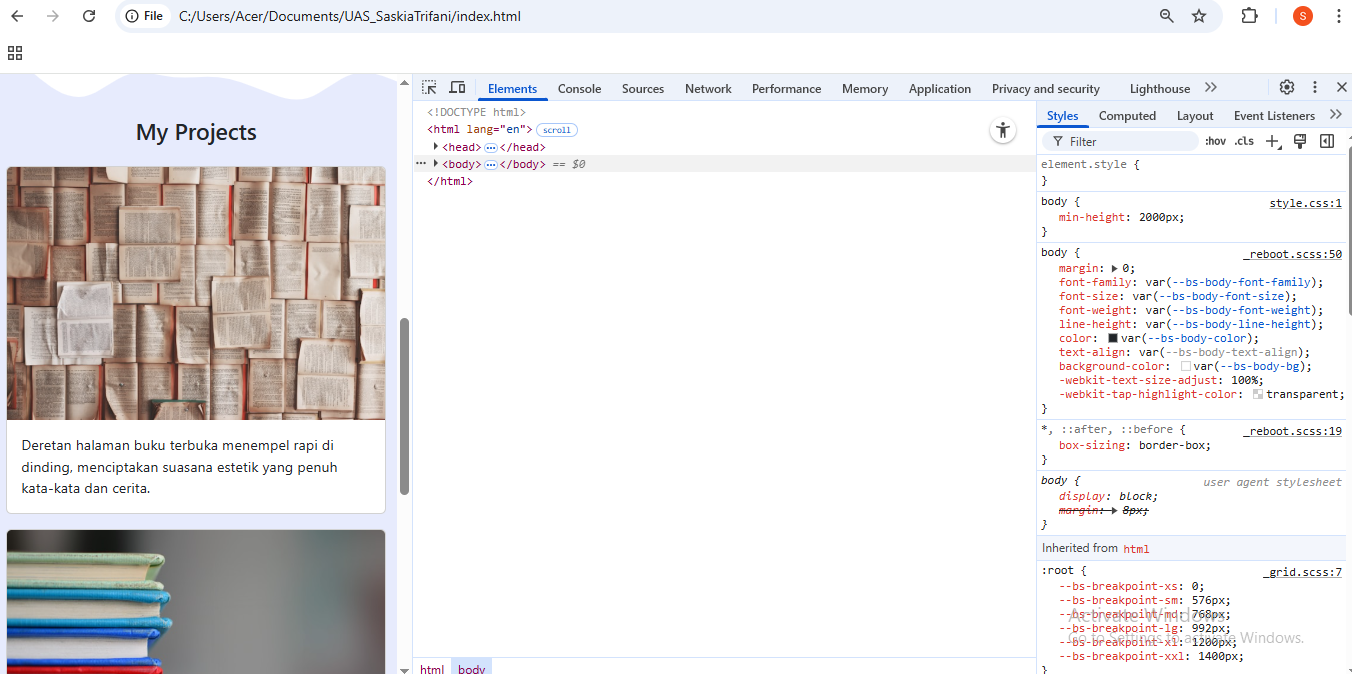 File C:/Users/Acer/Documents/UAS_SaskiaTrifani/index.html S
My Projects
Deretan halaman buku terbuka menempel rapi di
dinding, menciptakan suasana estetik yang penuh
kata-kata dan cerita.
Elements Console Sources Network Performance Memory Application Privacy and security Lighthouse
<!DOCTYPE html>
<html lang="en"> scroll
<head> ⋯ </head>
⋯ <body> ⋯ </body> == $0
</html>
html body
Styles Computed Layout Event Listeners
Filter :hov .cls
element.style {
}
body { style.css:1
min-height: 2000px;
}
body { _reboot.scss:50
margin: 0;
font-family: var(--bs-body-font-family);
font-size: var(--bs-body-font-size);
font-weight: var(--bs-body-font-weight);
line-height: var(--bs-body-line-height);
color: var(--bs-body-color);
text-align: var(--bs-body-text-align);
background-color: var(--bs-body-bg);
-webkit-text-size-adjust: 100%;
-webkit-tap-highlight-color: transparent;
}
*, ::after, ::before { _reboot.scss:19
box-sizing: border-box;
}
body { user agent stylesheet
display: block;
margin: 8px;
}
Inherited from html
:root { _grid.scss:7
--bs-breakpoint-xs: 0;
--bs-breakpoint-sm: 576px;
--bs-breakpoint-md: 768px;
--bs-breakpoint-lg: 992px;
--bs-breakpoint-xl: 1200px;
--bs-breakpoint-xxl: 1400px;
}
Activate Windows
Go to Settings to activate Windows.